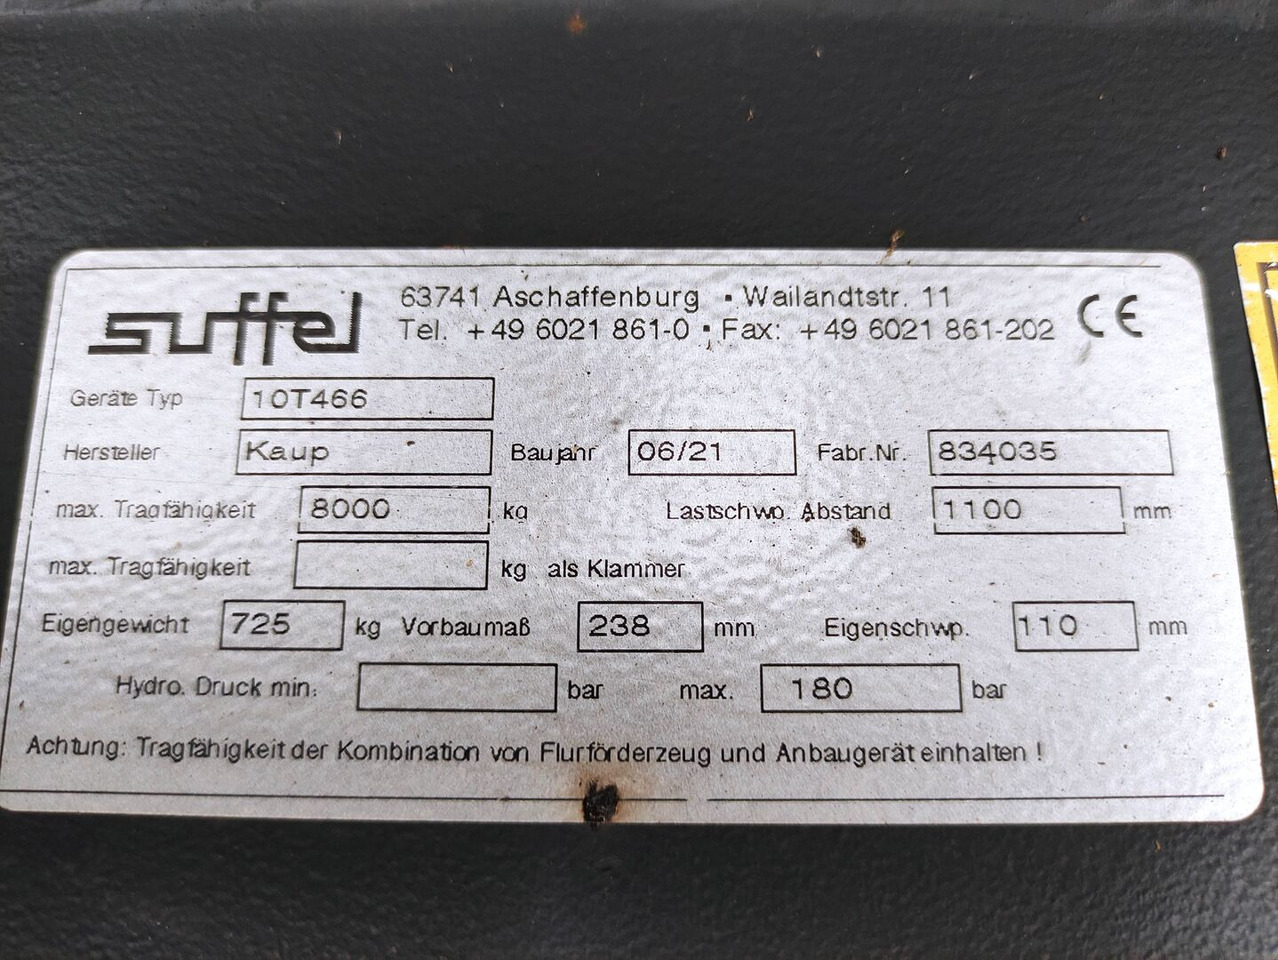 suffel
63741 Aschaffenburg • Wailandtstr. 11
Tel. +49 6021 861-0 • Fax: +49 6021 861-202
CE
Geräte Typ 10T466
Hersteller Kaup Baujahr 06/21 Fabr.Nr. 834035
max. Tragfähigkeit 8000 kg Lastschwp. Abstand 1100 mm
max. Tragfähigkeit kg als Klammer
Eigengewicht 725 kg Vorbaumaß 238 mm Eigenschwp. 110 mm
Hydro. Druck min. bar max. 180 bar
Achtung: Tragfähigkeit der Kombination von Flurförderzeug und Anbaugerät einhalten !